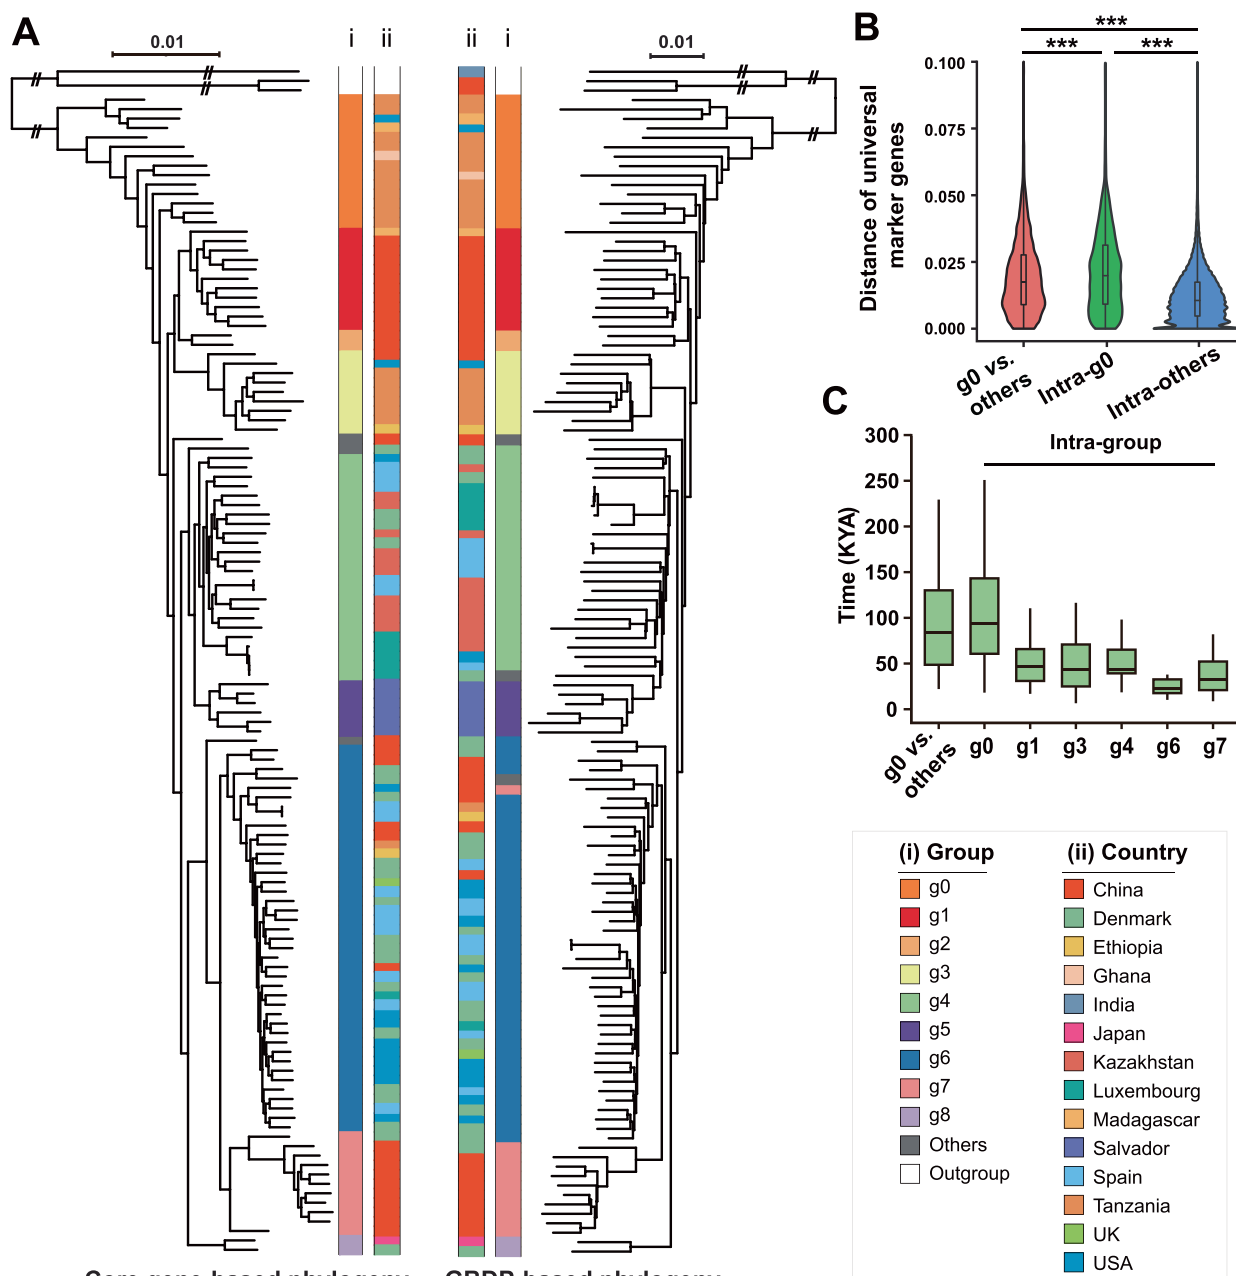 A
0.01
i
ii
ii
i
0.01
B
***
***
***
Distance of universal
marker genes
0.100
0.075
0.050
0.025
0.000
g0 vs.
others
Intra-g0
Intra-others
C
Intra-group
Time (KYA)
300
250
200
150
100
50
0
g0 vs.
others
g0
g1
g3
g4
g6
g7
(i) Group
g0
g1
g2
g3
g4
g5
g6
g7
g8
Others
Outgroup
(ii) Country
China
Denmark
Ethiopia
Ghana
India
Japan
Kazakhstan
Luxembourg
Madagascar
Salvador
Spain
Tanzania
UK
USA